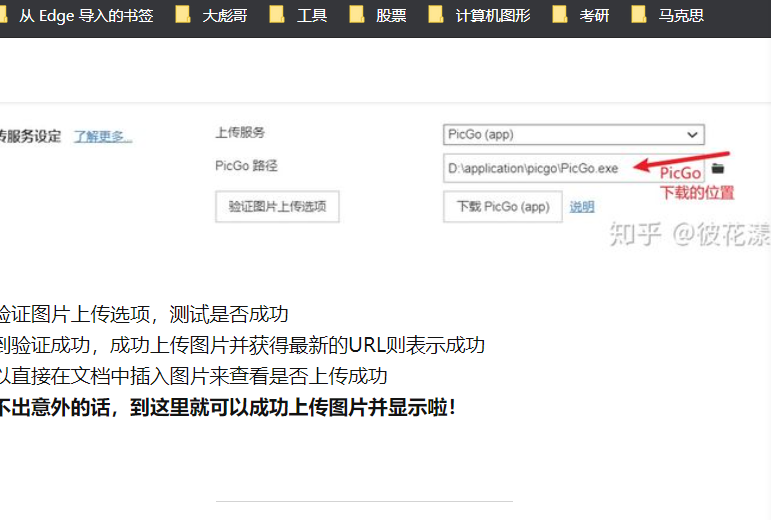 从 Edge 导入的书签 大彪哥 工具 股票 计算机图形 考研 马克思
传服务设定 了解更多... 上传服务 PicGo (app)
PicGo 路径 D:\application\picgo\PicGo.exe
PicGo
下载的位置
验证图片上传选项 下载 PicGo (app) 说明
知乎 @彼花漾
验证图片上传选项，测试是否成功
到验证成功，成功上传图片并获得最新的URL则表示成功
以直接在文档中插入图片来查看是否上传成功
不出意外的话，到这里就可以成功上传图片并显示啦！